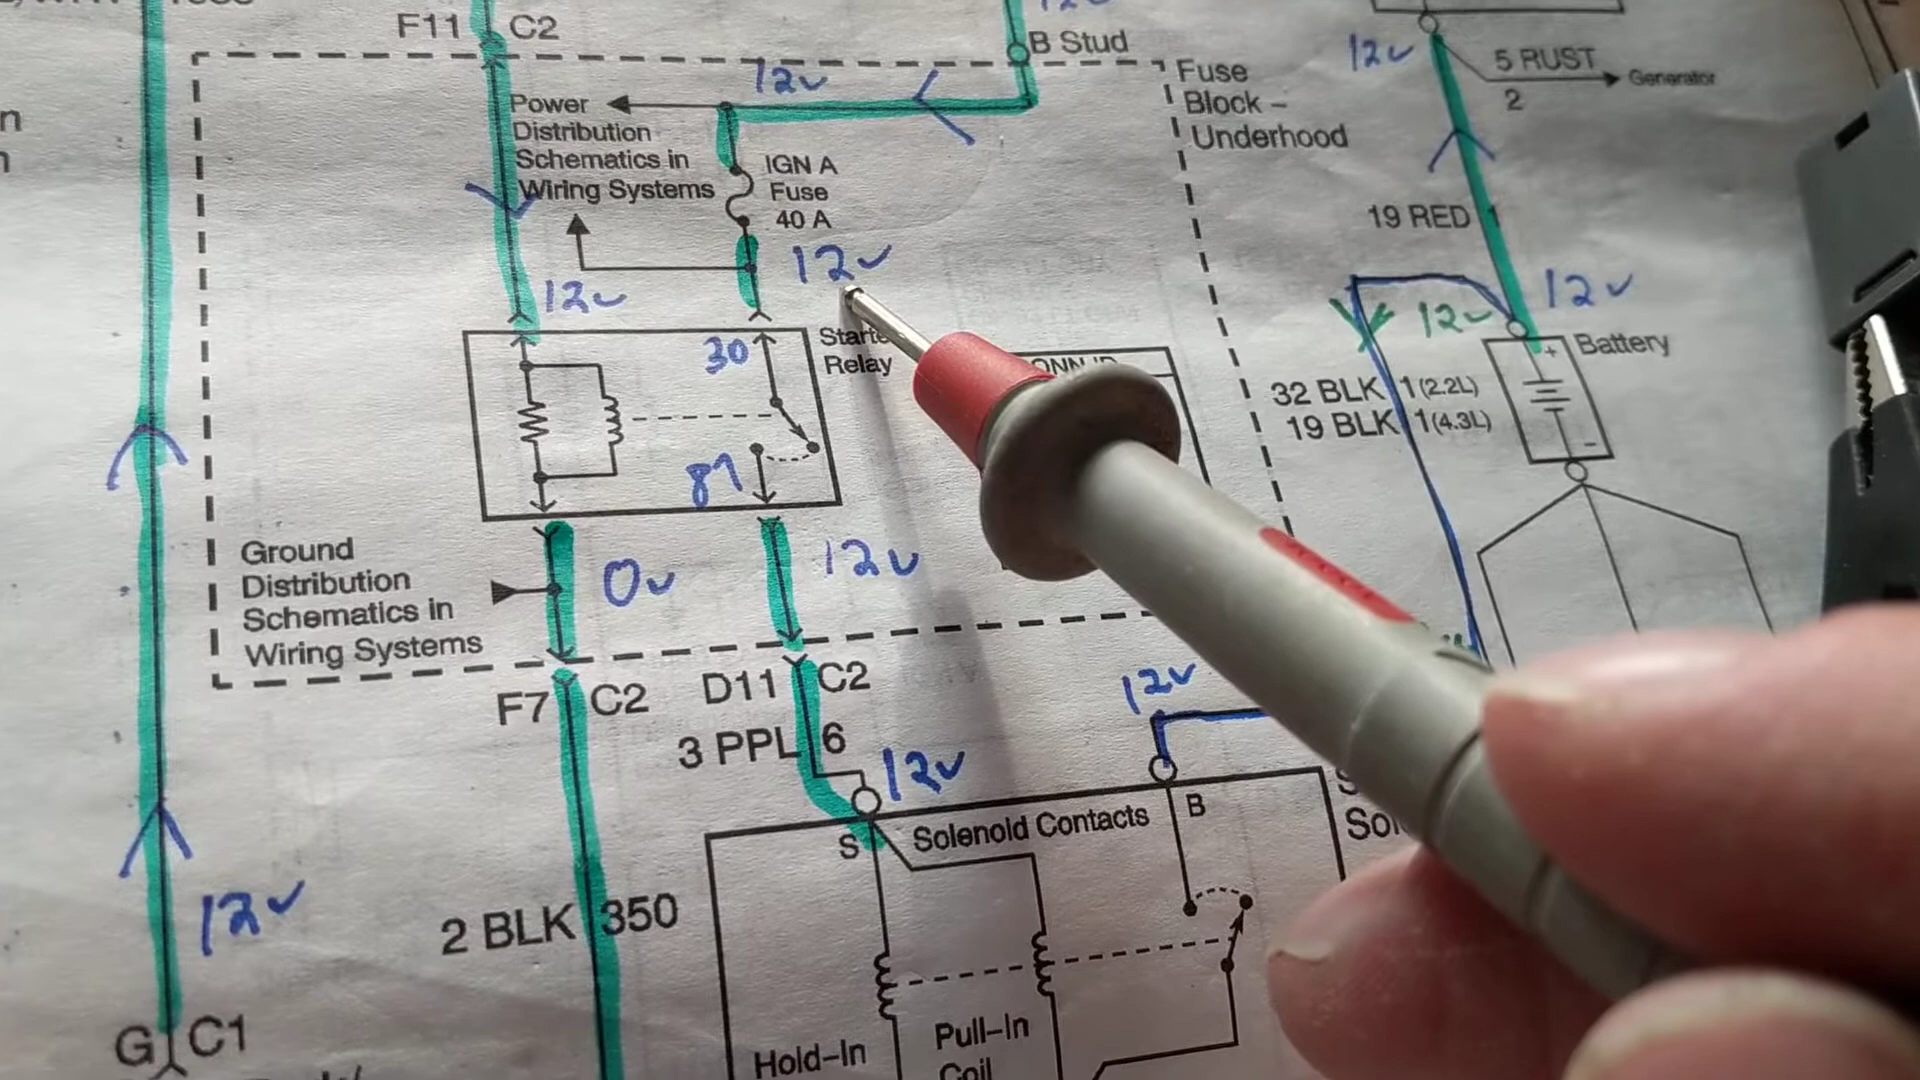 F11 C2
12v
B Stud
12v
5 RUST
2
Generator
Fuse
Block –
Underhood
12v
Power
Distribution
Schematics in
Wiring Systems
IGN A
Fuse
40 A
12v
12v
19 RED 1
12v
12v
Battery
+
-
30
Relay
87
32 BLK 1(2.2L)
19 BLK 1(4.3L)
Ground
Distribution
Schematics in
Wiring Systems
0v
12v
F7 C2
D11 C2
3 PPL 6
12v
12v
S
Solenoid Contacts
B
2 BLK 350
12v
G C1
Hold–In
Pull–In
Coil